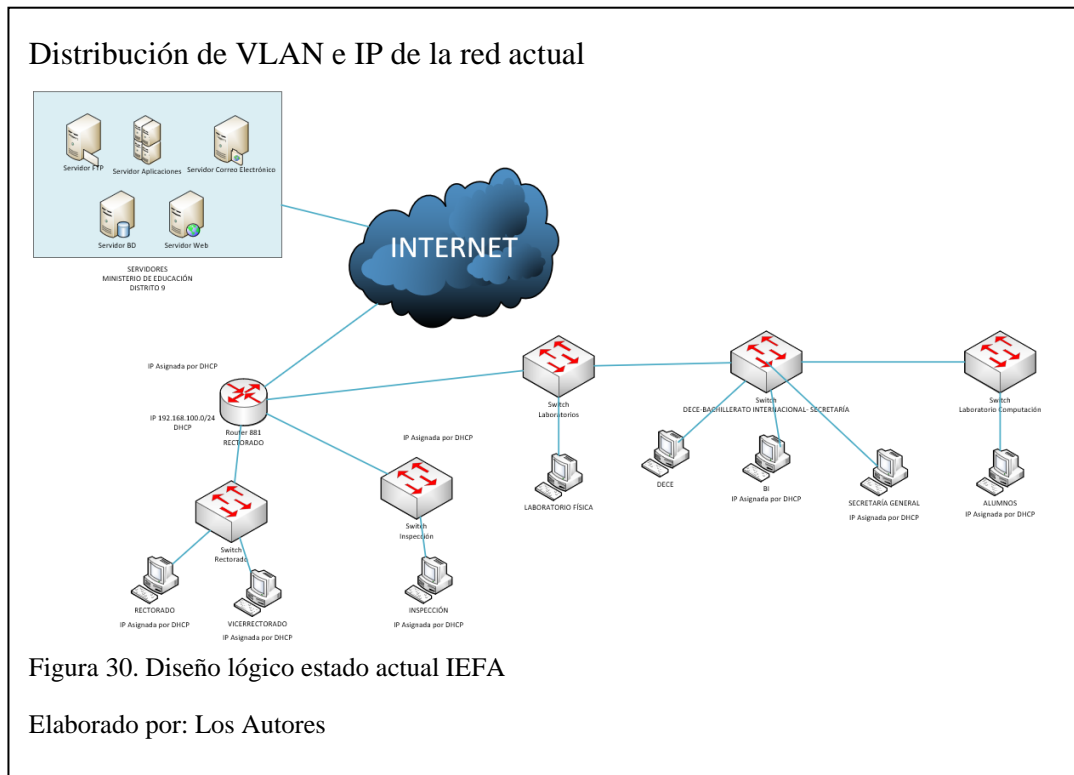 Distribución de VLAN e IP de la red actual
Servidor FTP
Servidor Aplicaciones
Servidor Correo Electrónico
Servidor BD
Servidor Web
SERVIDORES
MINISTERIO DE EDUCACIÓN
DISTRITO 9
INTERNET
IP Asignada por DHCP
IP 192.168.100.0/24
DHCP
Router 881
RECTORADO
IP Asignada por DHCP
Switch
Laboratorios
Switch
DECE-BACHILLERATO INTERNACIONAL- SECRETARÍA
Switch
Laboratorio Computación
Switch
Rectorado
Switch
Inspección
LABORATORIO FÍSICA
DECE
BI
IP Asignada por DHCP
SECRETARÍA GENERAL
IP Asignada por DHCP
ALUMNOS
IP Asignada por DHCP
RECTORADO
IP Asignada por DHCP
VICERRECTORADO
IP Asignada por DHCP
INSPECCIÓN
IP Asignada por DHCP
Figura 30. Diseño lógico estado actual IEFA
Elaborado por: Los Autores